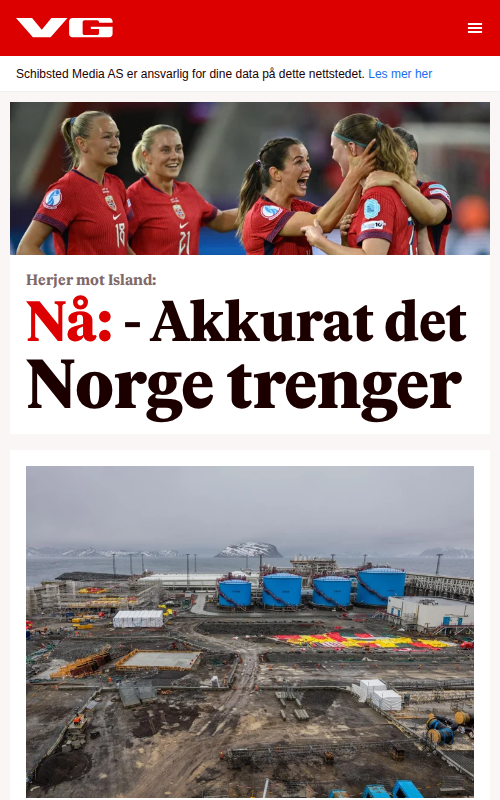 VG
Schibsted Media AS er ansvarlig for dine data på dette nettstedet. Les mer her
18
21
Herjer mot Island:
Nå: - Akkurat det
Norge trenger